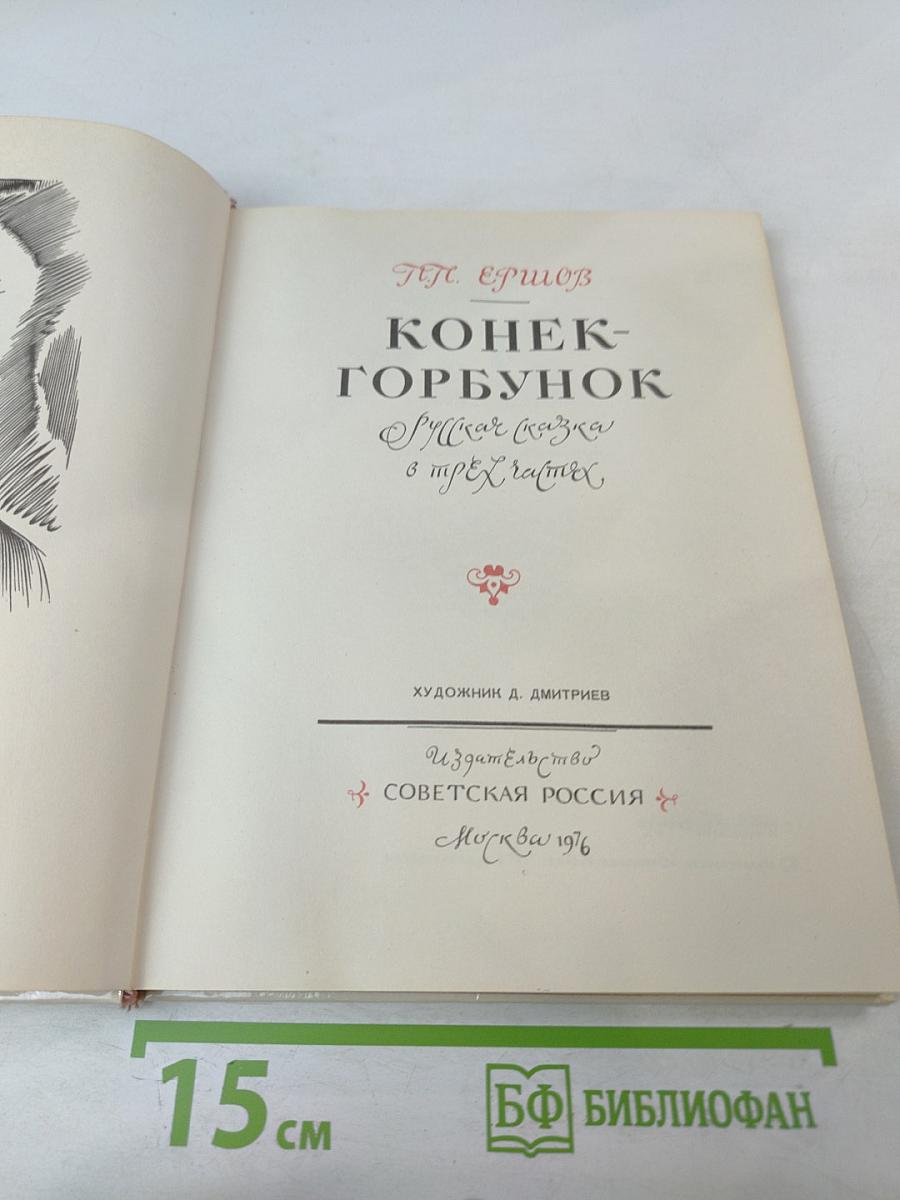 П.П. ЕРШОВ
КОНЕК-
ГОРБУНОК
Русская сказка
в трех частях
ХУДОЖНИК Д. ДМИТРИЕВ
Издательство
СОВЕТСКАЯ РОССИЯ
Москва 1976
15 см
БФ БИБЛИОФАН